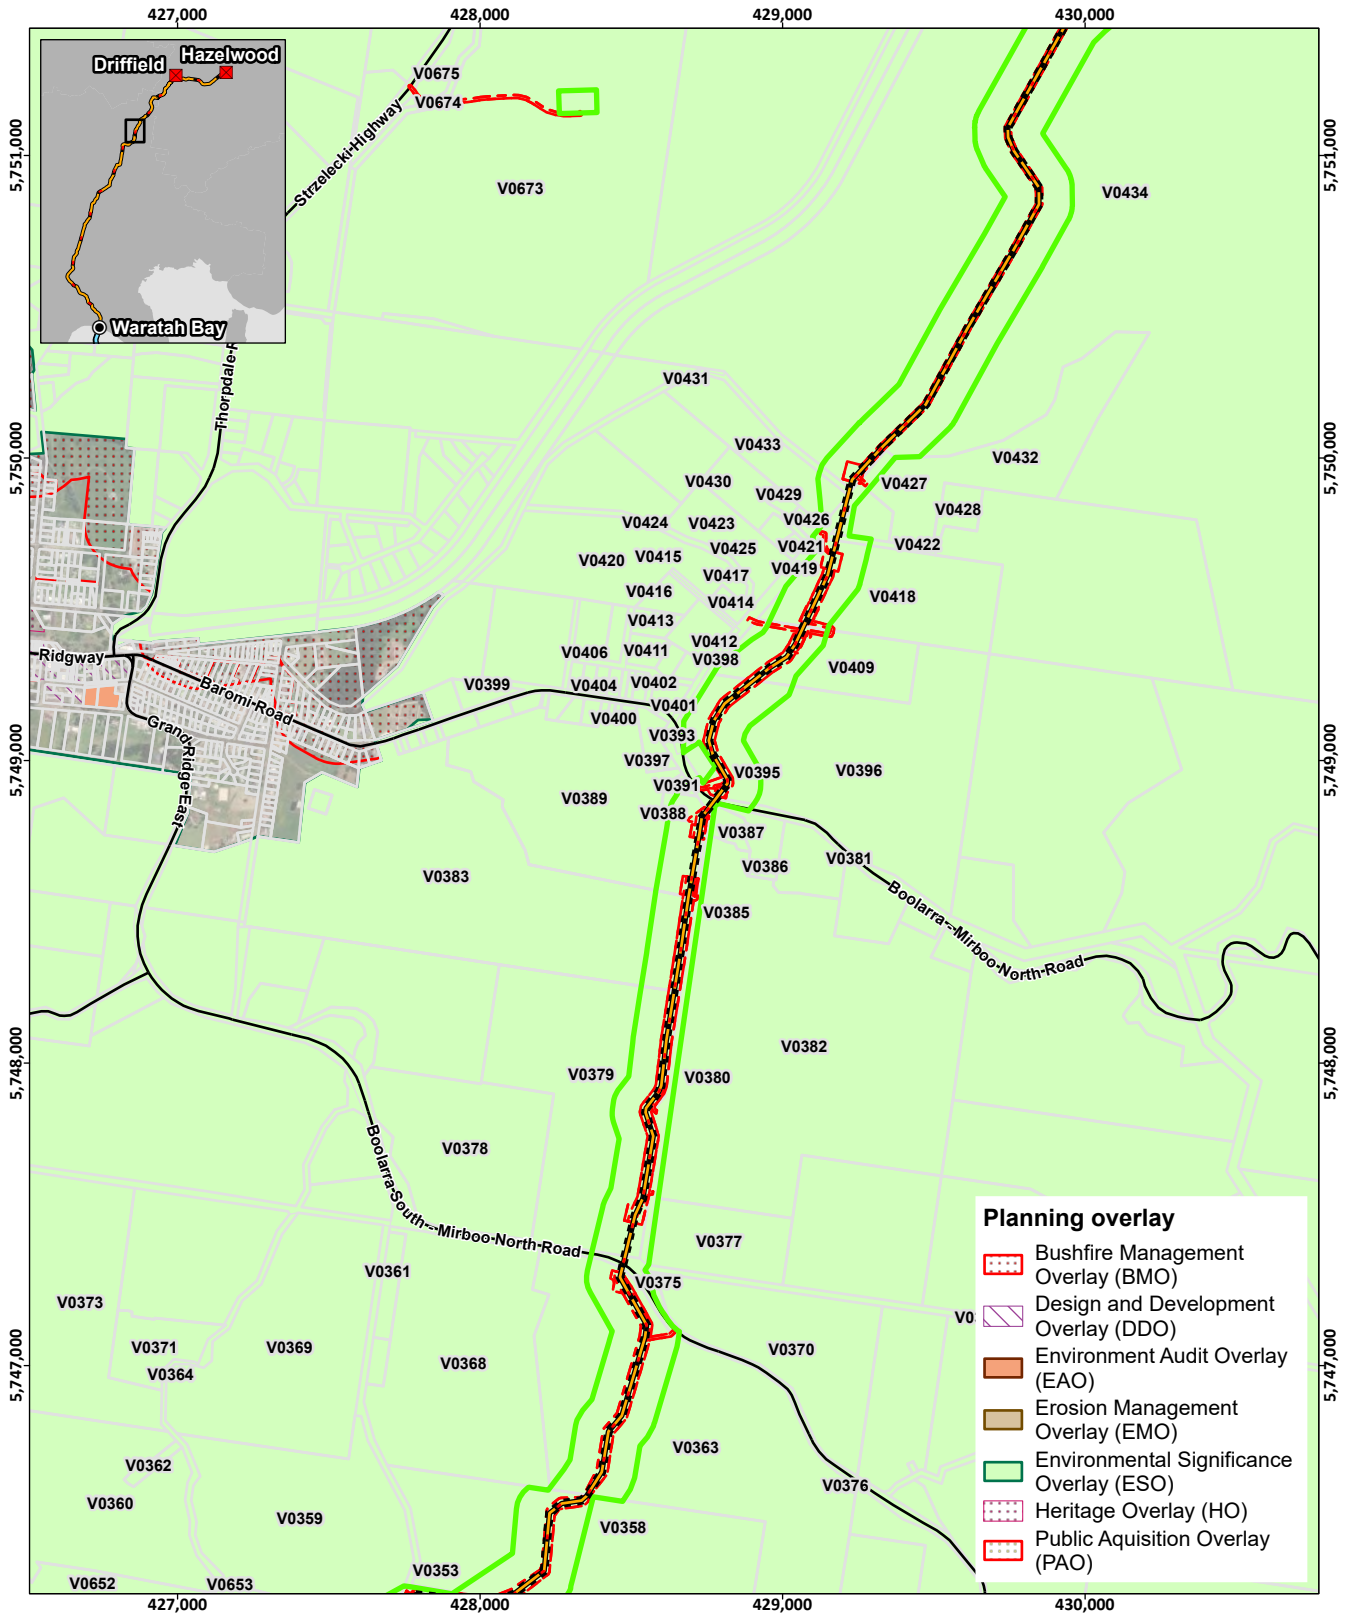 427,000
428,000
429,000
430,000
Driffield
Hazelwood
Waratah Bay
5,751,000
5,751,000
5,750,000
5,750,000
5,749,000
5,749,000
5,748,000
5,748,000
5,747,000
5,747,000
V0675
V0674
Strzelecki Highway
V0673
V0434
V0431
V0433
V0432
V0430
V0427
V0429
V0428
V0424
V0423
V0426
V0425
V0421
V0422
V0420
V0415
V0419
V0417
V0416
V0418
V0414
V0413
V0412
V0406
V0411
V0398
V0409
V0399
V0404
V0402
V0401
V0400
V0393
V0397
V0395
V0396
V0391
V0389
V0388
V0387
V0386
V0381
V0383
V0385
V0382
V0379
V0380
V0378
V0377
V0361
V0375
V0373
V0371
V0369
V0364
V0368
V0370
V0363
V0362
V0376
V0360
V0359
V0358
V0353
V0652
V0653
Ridgway
Baromi Road
Grand Ridge East
Boolarra - Mirboo North Road
Boolarra South - Mirboo North Road
Planning overlay
Bushfire Management
Overlay (BMO)
Design and Development
Overlay (DDO)
Environment Audit Overlay
(EAO)
Erosion Management
Overlay (EMO)
Environmental Significance
Overlay (ESO)
Heritage Overlay (HO)
Public Aquisition Overlay
(PAO)
427,000
428,000
429,000
430,000